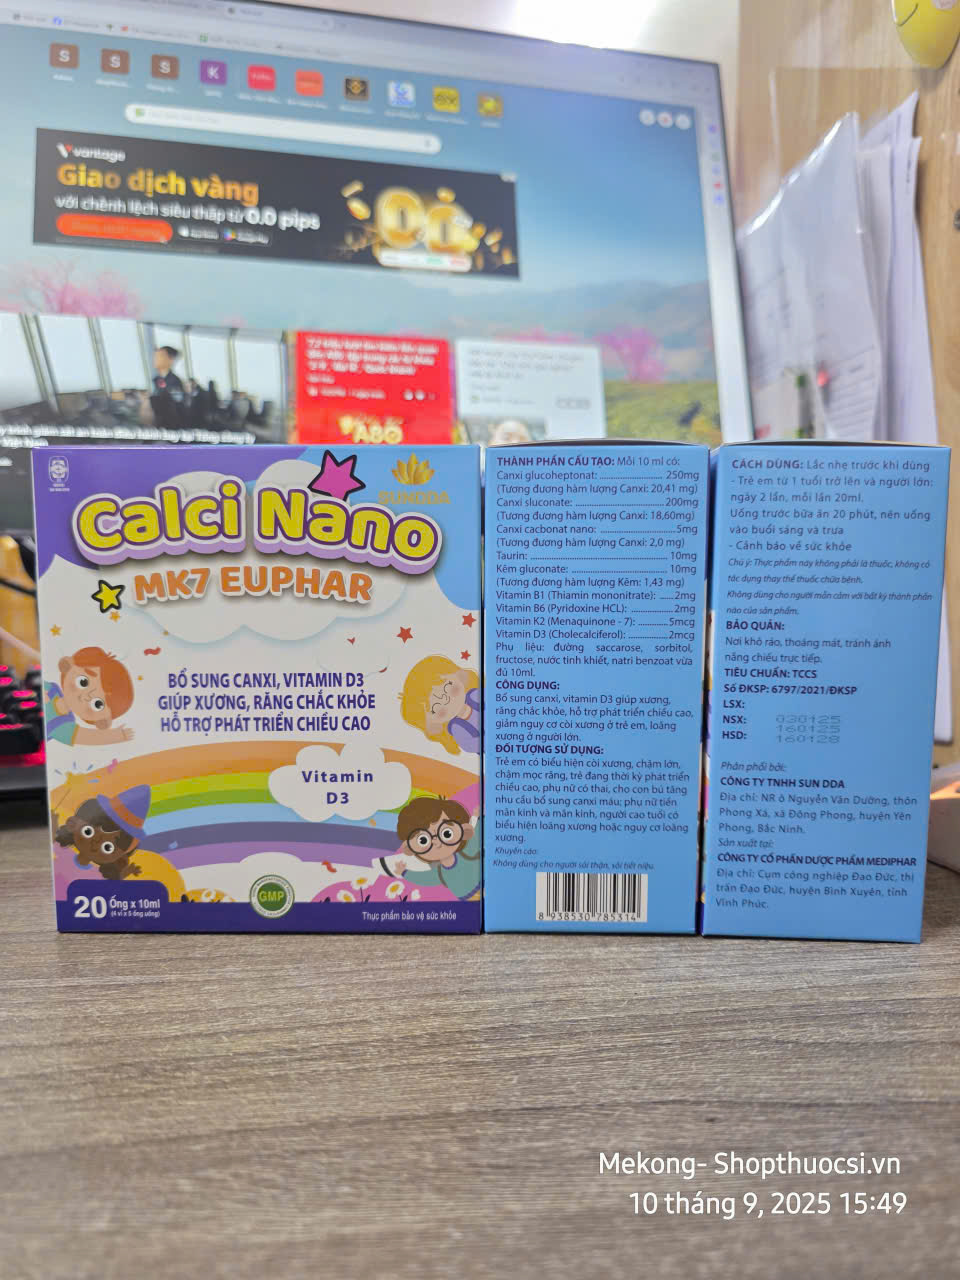 S
S
S
K
vantage
Giao dịch vàng
với chênh lệch siêu thấp từ 0.0 pips
Calci Nano
MK7 EUPHAR
SUNDDA
BỔ SUNG CANXI, VITAMIN D3
GIÚP XƯƠNG, RĂNG CHẮC KHỎE
HỖ TRỢ PHÁT TRIỂN CHIỀU CAO
Vitamin
D3
GMP
20 Ống x 10ml
(4 vỉ x 5 ống uống)
Thực phẩm bảo vệ sức khỏe
THÀNH PHẦN CẤU TẠO: Mỗi 10 ml có:
Canxi glucoheptonat: ...................... 250mg
(Tương đương hàm lượng Canxi: 20,41 mg)
Canxi sluconate: ............................... 200mg
(Tương đương hàm lượng Canxi: 18,60mg)
Canxi cacbonat nano: ......................... 5mg
(Tương đương hàm lượng Canxi: 2,0 mg)
Taurin: ................................................ 10mg
Kẽm gluconate: .................................. 10mg
(Tương đương hàm lượng Kẽm: 1,43 mg)
Vitamin B1 (Thiamin mononitrate): ...... 2mg
Vitamin B6 (Pyridoxine HCL): .................. 2mg
Vitamin K2 (Menaquinone - 7): .............. 5mcg
Vitamin D3 (Cholecalciferol): ................ 2mcg
Phụ liệu: đường saccarose, sorbitol,
fructose, nước tinh khiết, natri benzoat vừa
đủ 10ml.
CÔNG DỤNG:
Bổ sung canxi, vitamin D3 giúp xương,
răng chắc khỏe, hỗ trợ phát triển chiều cao,
giảm nguy cơ còi xương ở trẻ em, loãng
xương ở người lớn.
ĐỐI TƯỢNG SỬ DỤNG:
Trẻ em có biểu hiện còi xương, chậm lớn,
chậm mọc răng, trẻ đang thời kỳ phát triển
chiều cao, phụ nữ có thai, cho con bú tăng
nhu cầu bổ sung canxi máu; phụ nữ tiền
mãn kinh và mãn kinh, người cao tuổi có
biểu hiện loãng xương hoặc nguy cơ loãng
xương.
Khuyến cáo:
Không dùng cho người sỏi thận, sỏi tiết niệu.
8 938530 785314
CÁCH DÙNG: Lắc nhẹ trước khi dùng
- Trẻ em từ 1 tuổi trở lên và người lớn:
ngày 2 lần, mỗi lần 20ml.
Uống trước bữa ăn 20 phút, nên uống
vào buổi sáng và trưa
- Cảnh báo về sức khỏe
Chú ý: Thực phẩm này không phải là thuốc, không có
tác dụng thay thế thuốc chữa bệnh.
Không dùng cho người mẫn cảm với bất kỳ thành phần
nào của sản phẩm.
BẢO QUẢN:
Nơi khô ráo, thoáng mát, tránh ánh
nắng chiếu trực tiếp.
TIÊU CHUẨN: TCCS
Số ĐKSP: 6797/2021/ĐKSP
LSX: 030125
NSX: 160125
HSD: 160128
Phân phối bởi:
CÔNG TY TNHH SUN DDA
Địa chỉ: NR ô Nguyễn Văn Dưỡng, thôn
Phong Xá, xã Đông Phong, huyện Yên
Phong, Bắc Ninh.
Sản xuất tại:
CÔNG TY CỔ PHẦN DƯỢC PHẨM MEDIPHAR
Địa chỉ: Cụm công nghiệp Đạo Đức, thị
trấn Đạo Đức, huyện Bình Xuyên, tỉnh
Vĩnh Phúc.
Mekong- Shopthuocsi.vn
10 tháng 9, 2025 15:49